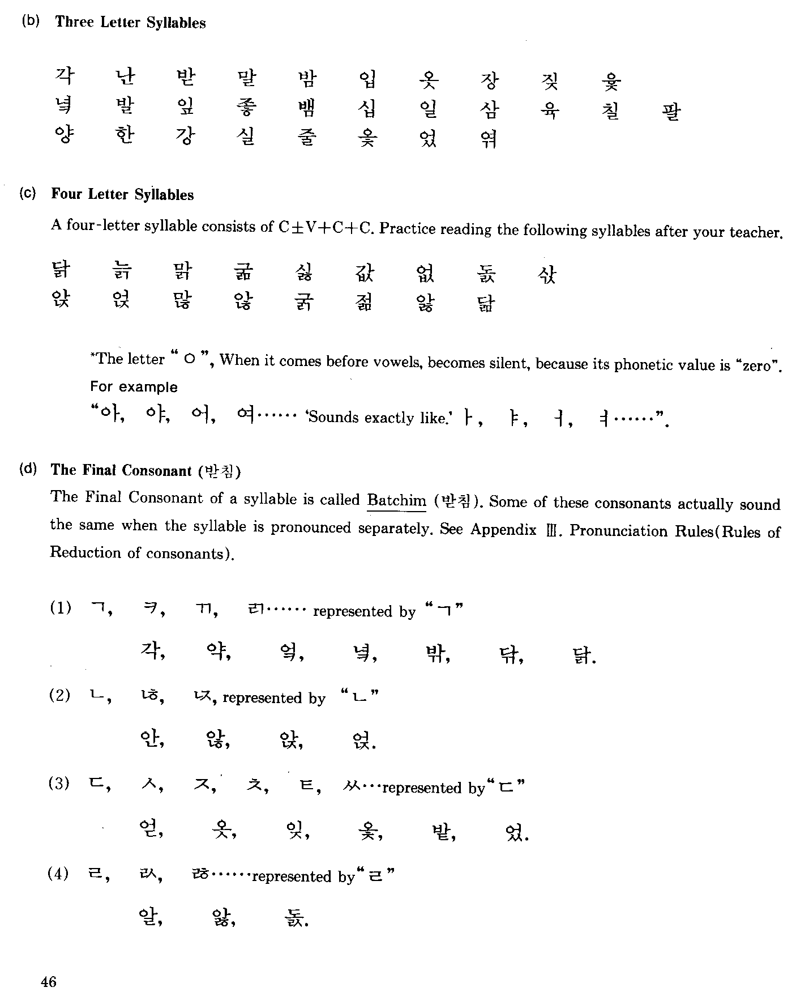 (b) Three Letter Syllables
각 난 받 말 밤 입 옷 장 짖 윷
녘 발 잎 좋 뱀 십 일 삼 육 칠 팔
양 한 강 실 줄 옻 었 엮
(c) Four Letter Syllables
A four-letter syllable consists of C±V+C+C. Practice reading the following syllables after your teacher.
닭 늙 맑 굶 싫 값 없 돐 삯
앉 얹 많 않 굵 젊 앓 닮
*The letter “ㅇ”, When it comes before vowels, becomes silent, because its phonetic value is “zero”.
For example
“아, 야, 어, 여…… ‘Sounds exactly like.’ ㅏ, ㅑ, ㅓ, ㅕ……”.
(d) The Final Consonant (받침)
The Final Consonant of a syllable is called Batchim (받침). Some of these consonants actually sound
the same when the syllable is pronounced separately. See Appendix Ⅲ. Pronunciation Rules(Rules of
Reduction of consonants).
(1) ㄱ, ㅋ, ㄲ, ㄺ…… represented by “ㄱ”
각, 약, 엌, 녘, 밖, 닦, 닭.
(2) ㄴ, ㄶ, ㄵ, represented by “ㄴ”
안, 않, 앉, 얹.
(3) ㄷ, ㅅ, ㅈ, ㅊ, ㅌ, ㅆ…represented by“ㄷ”
얻, 옷, 잊, 옻, 밭, 었.
(4) ㄹ, ㄽ, ㅀ……represented by“ㄹ”
알, 앓, 돐.
46